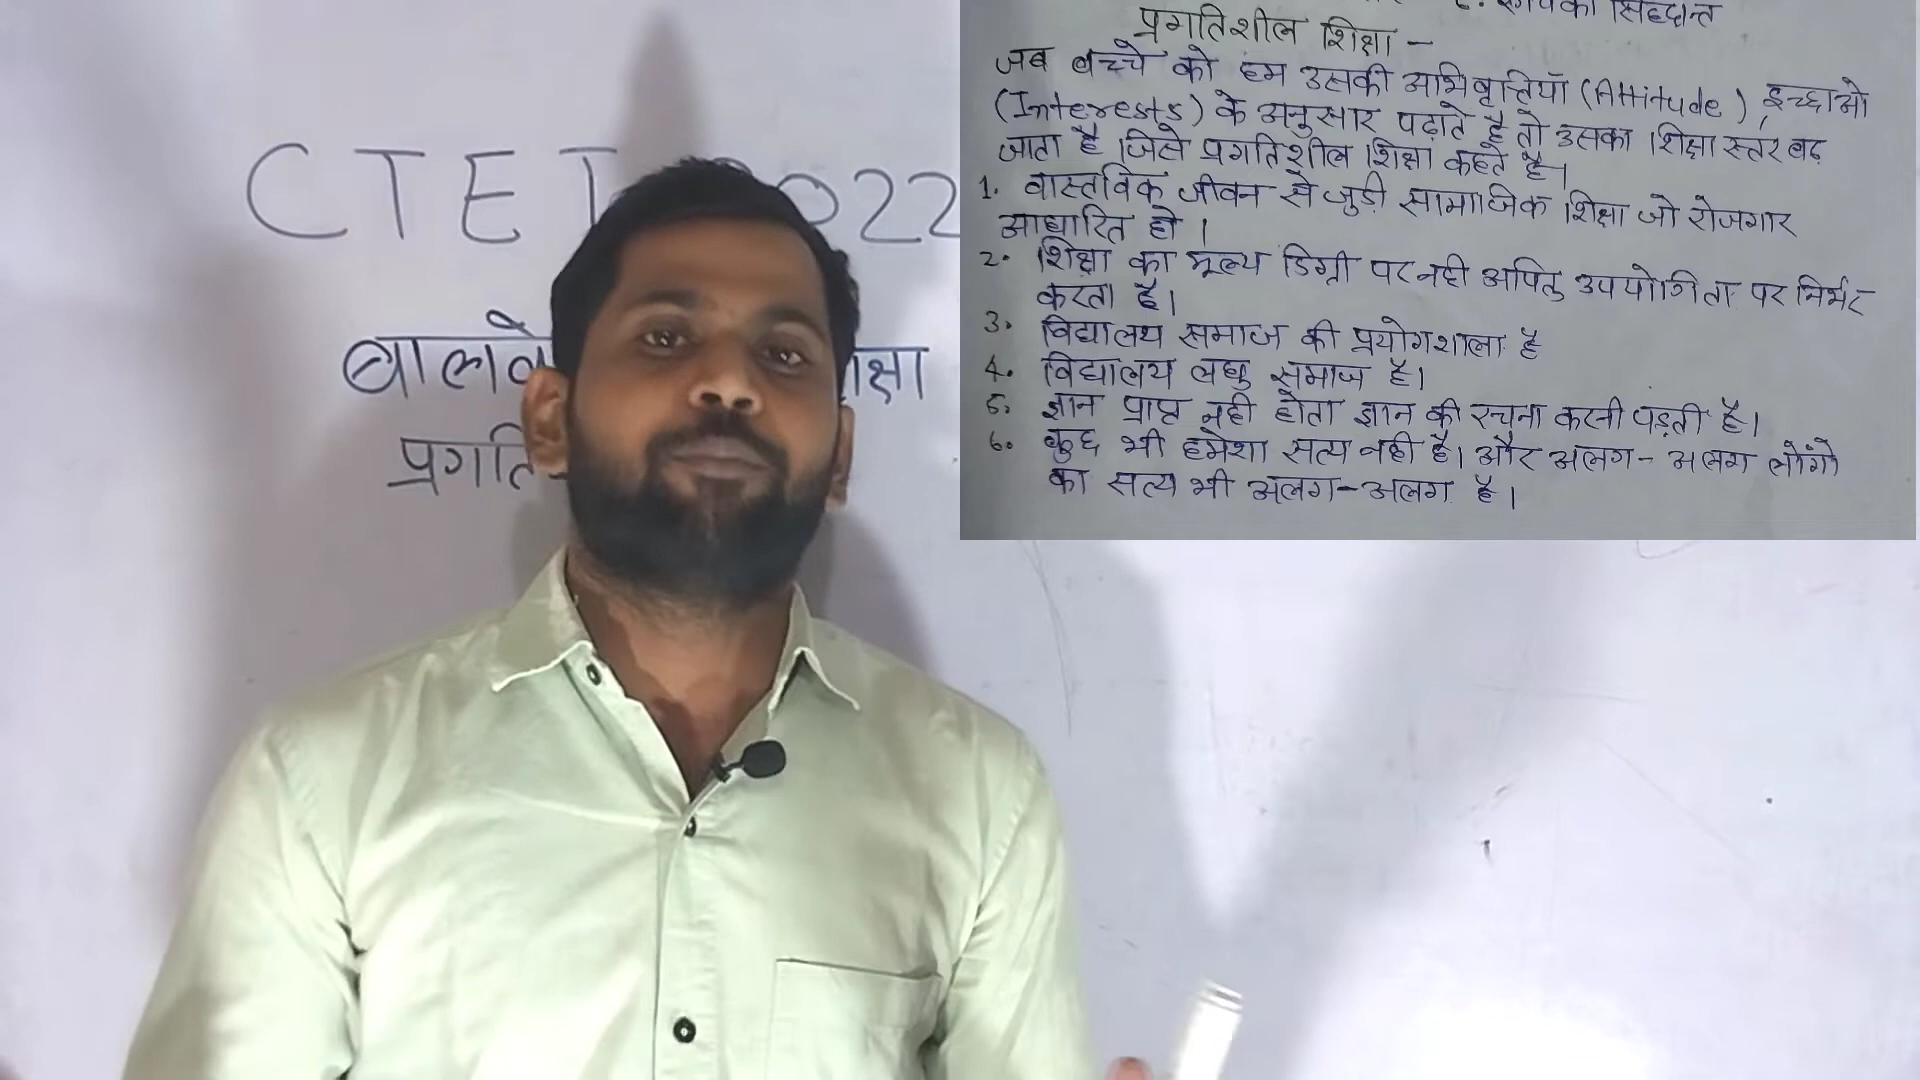 CTET 2022
प्रगति
सिद्धान्त
प्रगतिशील शिक्षा -
जब बच्चे को हम उसकी अभिवृत्तियाँ (Attitude), इच्छाओ
(Interests) के अनुसार पढ़ाते है तो उसका शिक्षा स्तर बढ़
जाता है जिसे प्रगतिशील शिक्षा कहते है।
1. वास्तविक जीवन से जुड़ी सामाजिक शिक्षा जो रोजगार
आधारित हो।
2. शिक्षा का मूल्य डिग्री पर नही अपितु उपयोगिता पर निर्भर
करता है।
3. विद्यालय समाज की प्रयोगशाला है
4. विद्यालय लघु समाज है।
5. ज्ञान प्राप्त नही होता ज्ञान की रचना करनी पड़ती है।
6. कुछ भी हमेशा सत्य नही है। और अलग-अलग लोगों
का सत्य भी अलग-अलग है।